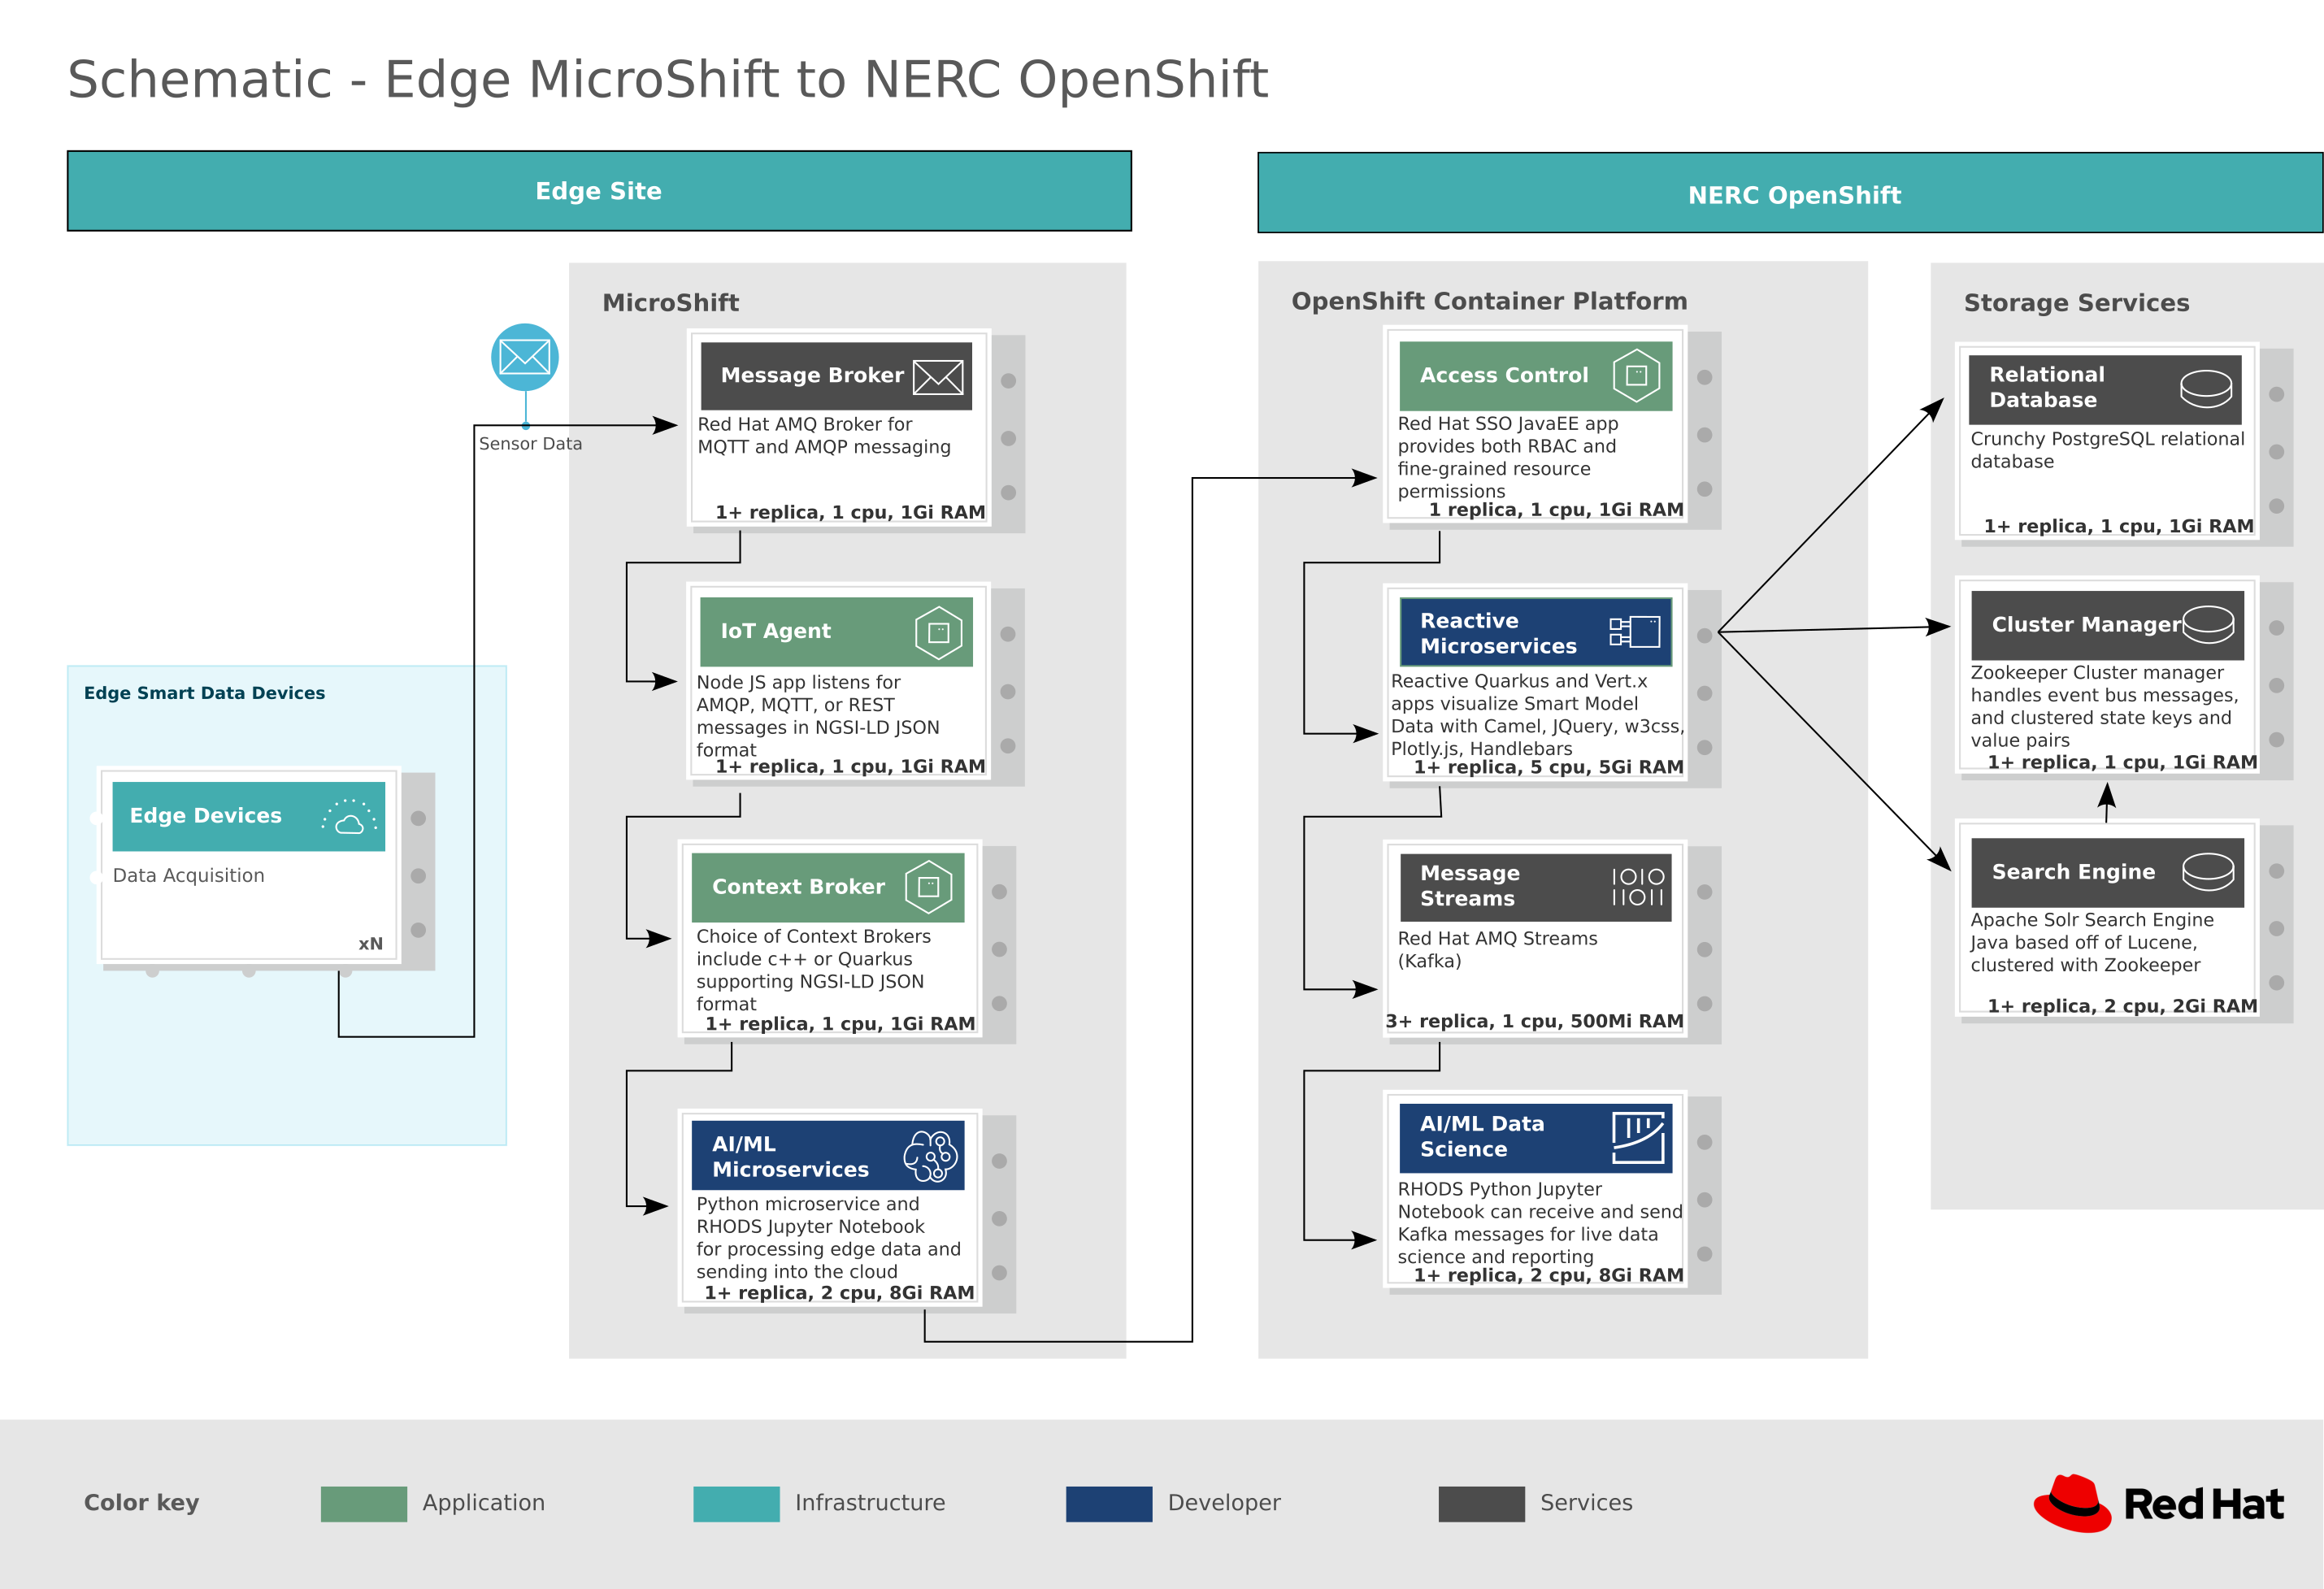 Schematic - Edge MicroShift to NERC OpenShift
Edge Site
NERC OpenShift
MicroShift
Sensor Data
Message Broker
Red Hat AMQ Broker for
MQTT and AMQP messaging
1+ replica, 1 cpu, 1Gi RAM
IoT Agent
Node JS app listens for
AMQP, MQTT, or REST
messages in NGSI-LD JSON
format
1+ replica, 1 cpu, 1Gi RAM
Edge Smart Data Devices
Edge Devices
Data Acquisition
xN
Context Broker
Choice of Context Brokers
include c++ or Quarkus
supporting NGSI-LD JSON
format
1+ replica, 1 cpu, 1Gi RAM
AI/ML
Microservices
Python microservice and
RHODS Jupyter Notebook
for processing edge data and
sending into the cloud
1+ replica, 2 cpu, 8Gi RAM
OpenShift Container Platform
Access Control
Red Hat SSO JavaEE app
provides both RBAC and
fine-grained resource
permissions
1 replica, 1 cpu, 1Gi RAM
Reactive
Microservices
Reactive Quarkus and Vert.x
apps visualize Smart Model
Data with Camel, JQuery, w3css,
Plotly.js, Handlebars
1+ replica, 5 cpu, 5Gi RAM
Message
Streams
IOIO
IIOII
Red Hat AMQ Streams
(Kafka)
3+ replica, 1 cpu, 500Mi RAM
AI/ML Data
Science
RHODS Python Jupyter
Notebook can receive and send
Kafka messages for live data
science and reporting
1+ replica, 2 cpu, 8Gi RAM
Storage Services
Relational
Database
Crunchy PostgreSQL relational
database
1+ replica, 1 cpu, 1Gi RAM
Cluster Manager
Zookeeper Cluster manager
handles event bus messages,
and clustered state keys and
value pairs
1+ replica, 1 cpu, 1Gi RAM
Search Engine
Apache Solr Search Engine
Java based off of Lucene,
clustered with Zookeeper
1+ replica, 2 cpu, 2Gi RAM
Color key
Application
Infrastructure
Developer
Services
Red Hat